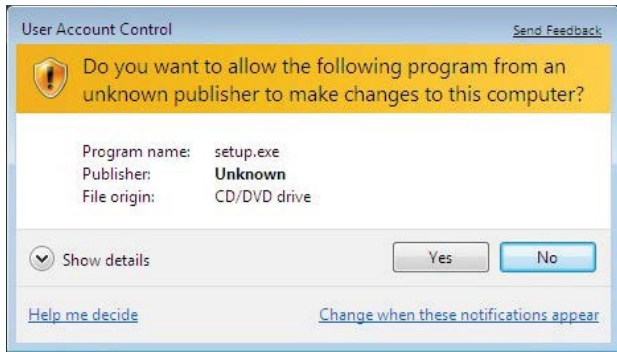 User Account Control
Send Feedback
Do you want to allow the following program from an
unknown publisher to make changes to this computer?
Program name: setup.exe
Publisher: Unknown
File origin: CD/DVD drive
Show details
Yes
No
Help me decide
Change when these notifications appear